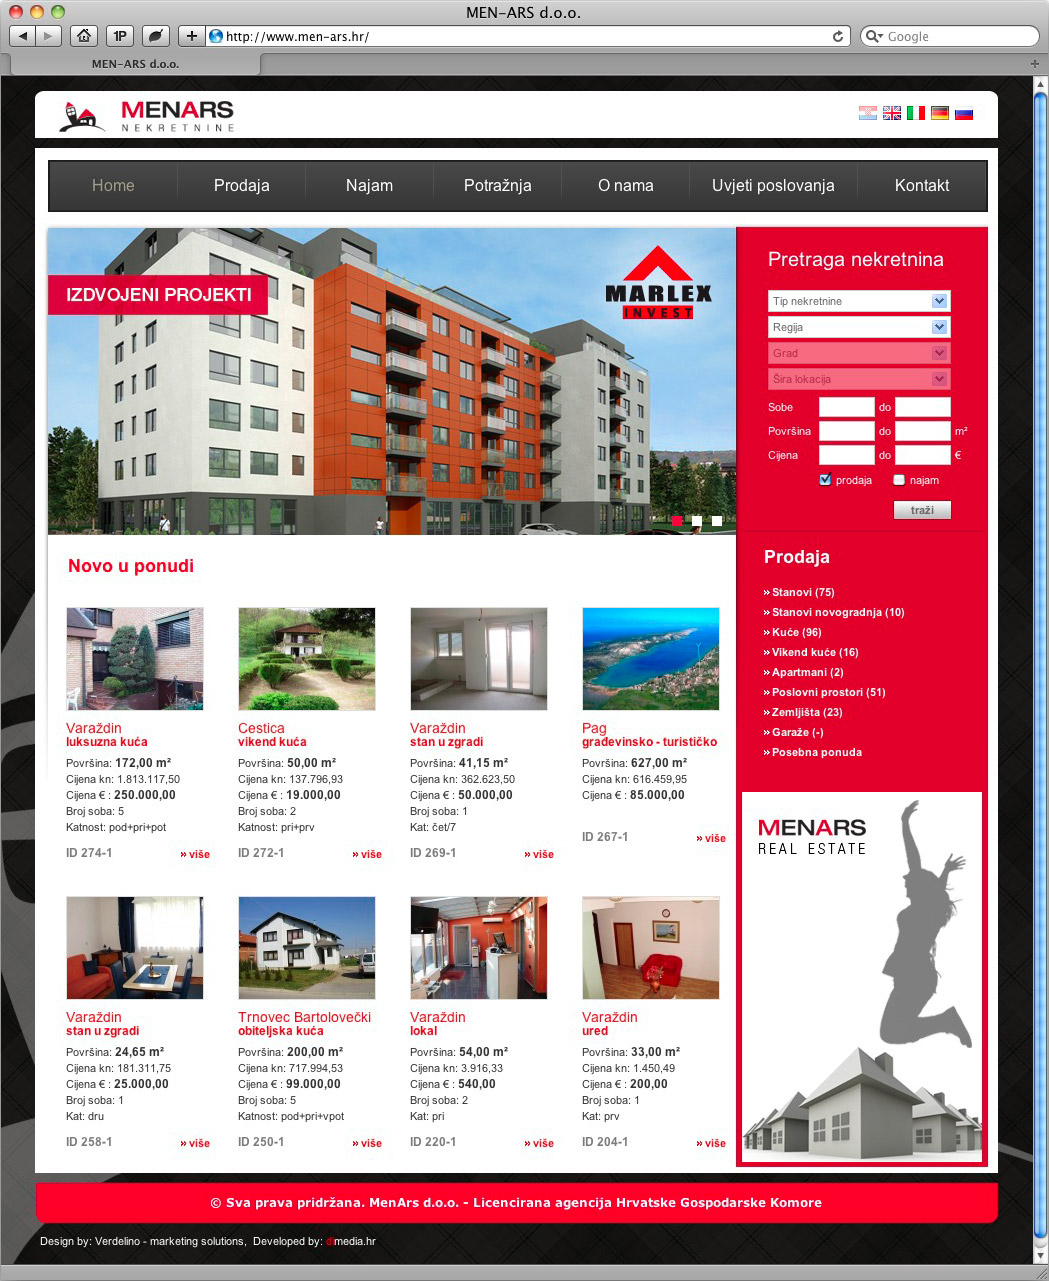 MEN-ARS d.o.o.
1P
http://www.men-ars.hr/
Google
MEN-ARS d.o.o.
MENARS
NEKRETNINE
Home Prodaja Najam Potražnja O nama Uvjeti poslovanja Kontakt
IZDVOJENI PROJEKTI
MARLEX
INVEST
Pretraga nekretnina
Tip nekretnine
Regija
Grad
Šira lokacija
Sobe do
Površina do m²
Cijena do €
prodaja najam
traži
Prodaja
» Stanovi (75)
» Stanovi novogradnja (10)
» Kuće (96)
» Vikend kuće (16)
» Apartmani (2)
» Poslovni prostori (51)
» Zemljišta (23)
» Garaže (-)
» Posebna ponuda
MENARS
REAL ESTATE
Novo u ponudi
Varaždin
luksuzna kuća
Površina: 172,00 m²
Cijena kn: 1.813.117,50
Cijena € : 250.000,00
Broj soba: 5
Katnost: pod+pri+pot
ID 274-1 » više
Cestica
vikend kuća
Površina: 50,00 m²
Cijena kn: 137.796,93
Cijena € : 19.000,00
Broj soba: 2
Katnost: pri+prv
ID 272-1 » više
Varaždin
stan u zgradi
Površina: 41,15 m²
Cijena kn: 362.623,50
Cijena € : 50.000,00
Broj soba: 1
Kat: čet/7
ID 269-1 » više
Pag
građevinsko - turističko
Površina: 627,00 m²
Cijena kn: 616.459,95
Cijena € : 85.000,00
ID 267-1 » više
Varaždin
stan u zgradi
Površina: 24,65 m²
Cijena kn: 181.311,75
Cijena € : 25.000,00
Broj soba: 1
Kat: dru
ID 258-1 » više
Trnovec Bartolovečki
obiteljska kuća
Površina: 200,00 m²
Cijena kn: 717.994,53
Cijena € : 99.000,00
Broj soba: 5
Katnost: pod+pri+vpot
ID 250-1 » više
Varaždin
lokal
Površina: 54,00 m²
Cijena kn: 3.916,33
Cijena € : 540,00
Broj soba: 2
Kat: pri
ID 220-1 » više
Varaždin
ured
Površina: 33,00 m²
Cijena kn: 1.450,49
Cijena € : 200,00
Broj soba: 1
Kat: prv
ID 204-1 » više
© Sva prava pridržana. MenArs d.o.o. - Licencirana agencija Hrvatske Gospodarske Komore
Design by: Verdelino - marketing solutions, Developed by: dimedia.hr